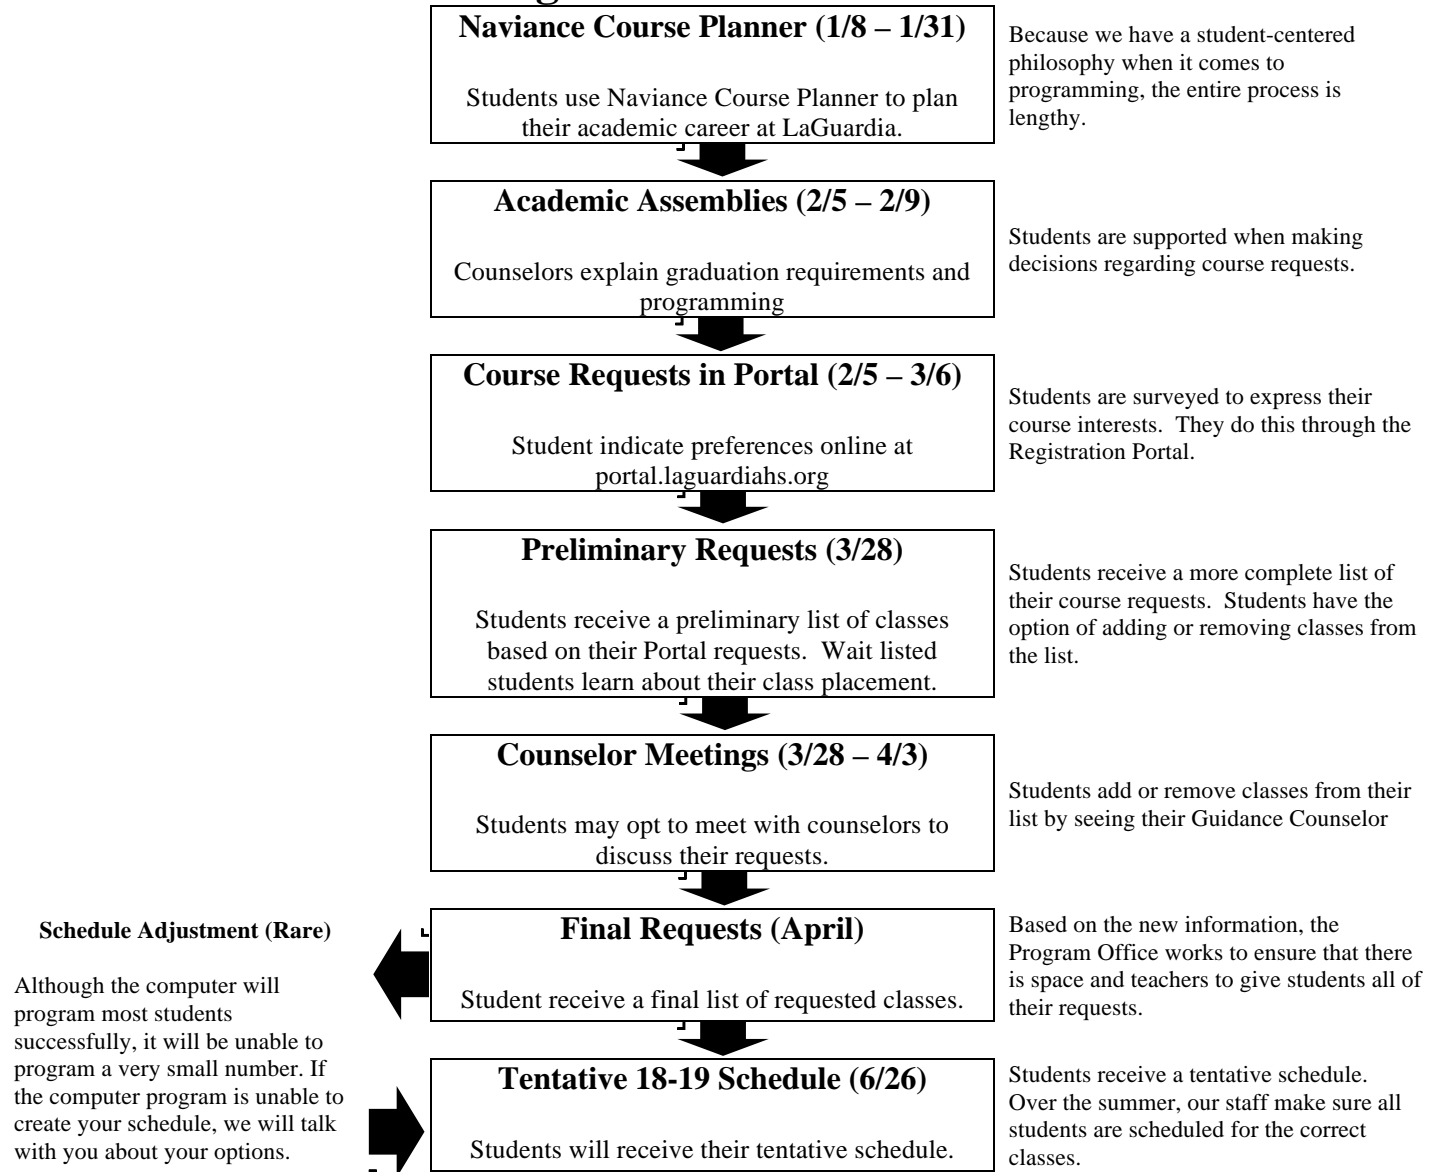 Naviance Course Planner (1/8 – 1/31)
Students use Naviance Course Planner to plan
their academic career at LaGuardia.
Because we have a student-centered
philosophy when it comes to
programming, the entire process is
lengthy.
Academic Assemblies (2/5 – 2/9)
Counselors explain graduation requirements and
programming
Students are supported when making
decisions regarding course requests.
Course Requests in Portal (2/5 – 3/6)
Student indicate preferences online at
portal.laguardiahs.org
Students are surveyed to express their
course interests.  They do this through the
Registration Portal.
Preliminary Requests (3/28)
Students receive a preliminary list of classes
based on their Portal requests.  Wait listed
students learn about their class placement.
Students receive a more complete list of
their course requests.  Students have the
option of adding or removing classes from
the list.
Counselor Meetings (3/28 – 4/3)
Students may opt to meet with counselors to
discuss their requests.
Students add or remove classes from their
list by seeing their Guidance Counselor
Final Requests (April)
Student receive a final list of requested classes.
Based on the new information, the
Program Office works to ensure that there
is space and teachers to give students all of
their requests.
Schedule Adjustment (Rare)
Although the computer will
program most students
successfully, it will be unable to
program a very small number. If
the computer program is unable to
create your schedule, we will talk
with you about your options.
Tentative 18-19 Schedule (6/26)
Students will receive their tentative schedule.
Students receive a tentative schedule.
Over the summer, our staff make sure all
students are scheduled for the correct
classes.